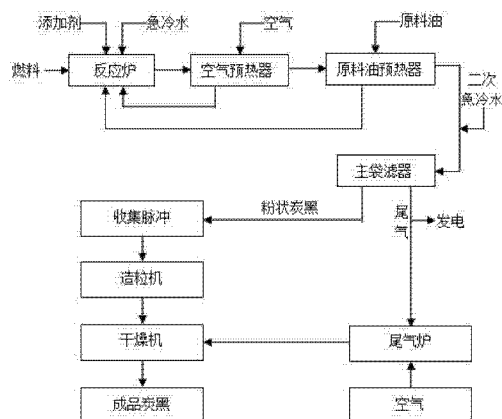 添加剂 急冷水 空气 原料油
燃料 反应炉 空气预热器 原料油预热器
二次
急冷水
主袋滤器
收集脉冲 粉状炭黑 尾气 发电
造粒机
干燥机 尾气炉
成品炭黑 空气